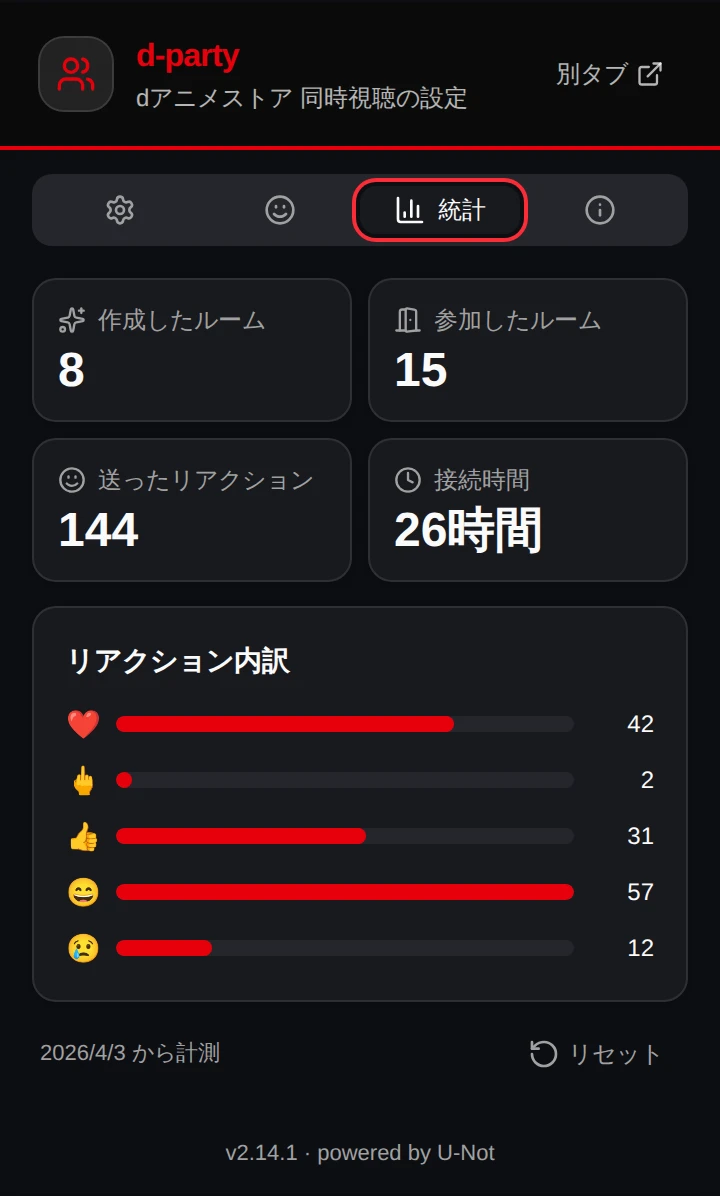 d-party
dアニメストア 同時視聴の設定
別タブ
統計
作成したルーム
8
参加したルーム
15
送ったリアクション
144
接続時間
26時間
リアクション内訳
42
2
31
57
12
2026/4/3 から計測
リセット
v2.14.1 · powered by U-Not